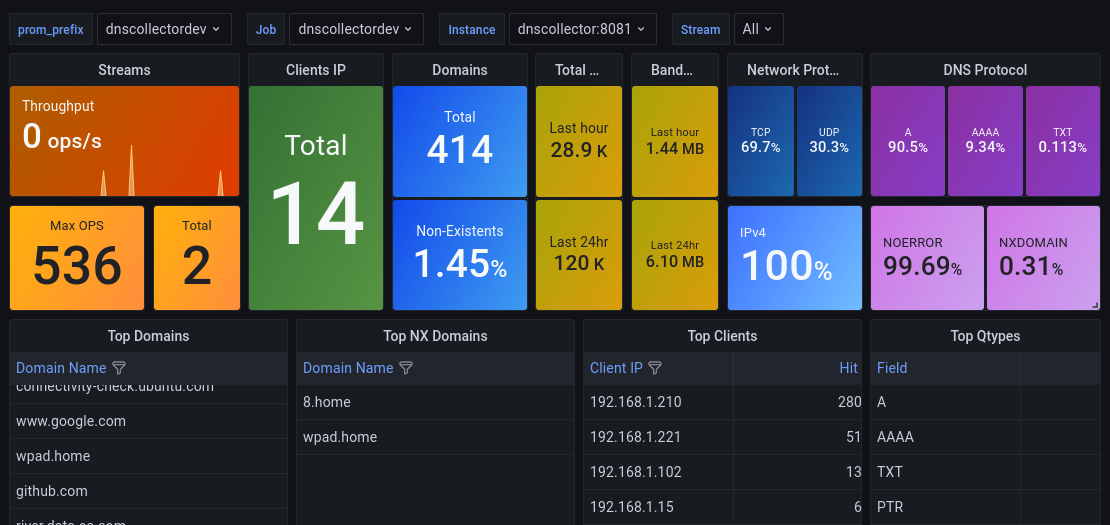 prom_prefix dnscollectordev Job dnscollectordev Instance dnscollector:8081 Stream All
Streams Clients IP Domains Total ... Band... Network Prot... DNS Protocol
Throughput
0 ops/s
Max OPS
536
Total
2
Total
14
Total
414
Non-Existents
1.45%
Last hour
28.9 K
Last 24hr
120 K
Last hour
1.44 MB
Last 24hr
6.10 MB
TCP
69.7%
UDP
30.3%
IPv4
100%
A
90.5%
AAAA
9.34%
TXT
0.113%
NOERROR
99.69%
NXDOMAIN
0.31%
Top Domains
Domain Name
connectivity-check.ubuntu.com
www.google.com
wpad.home
github.com
Top NX Domains
Domain Name
8.home
wpad.home
Top Clients
Client IP Hit
192.168.1.210 280
192.168.1.221 51
192.168.1.102 13
192.168.1.15 6
Top Qtypes
Field
A
AAAA
TXT
PTR